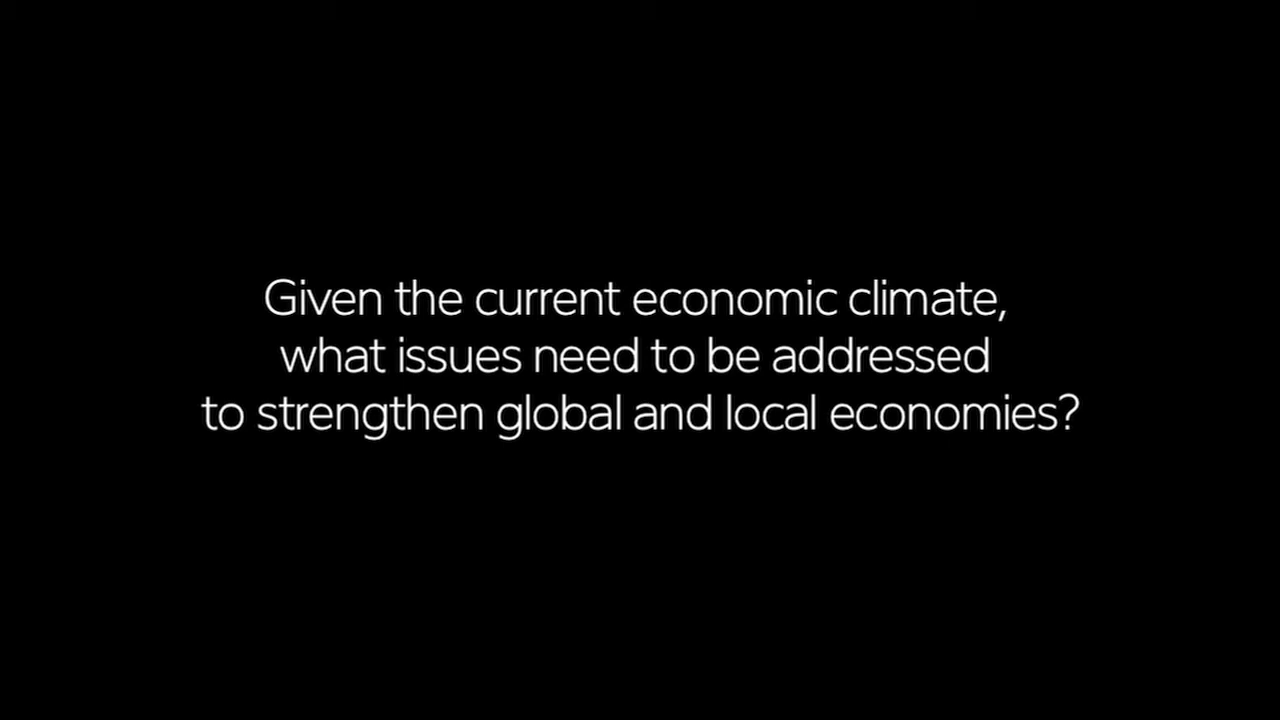 Given the current economic climate,
what issues need to be addressed
to strengthen global and local economies?